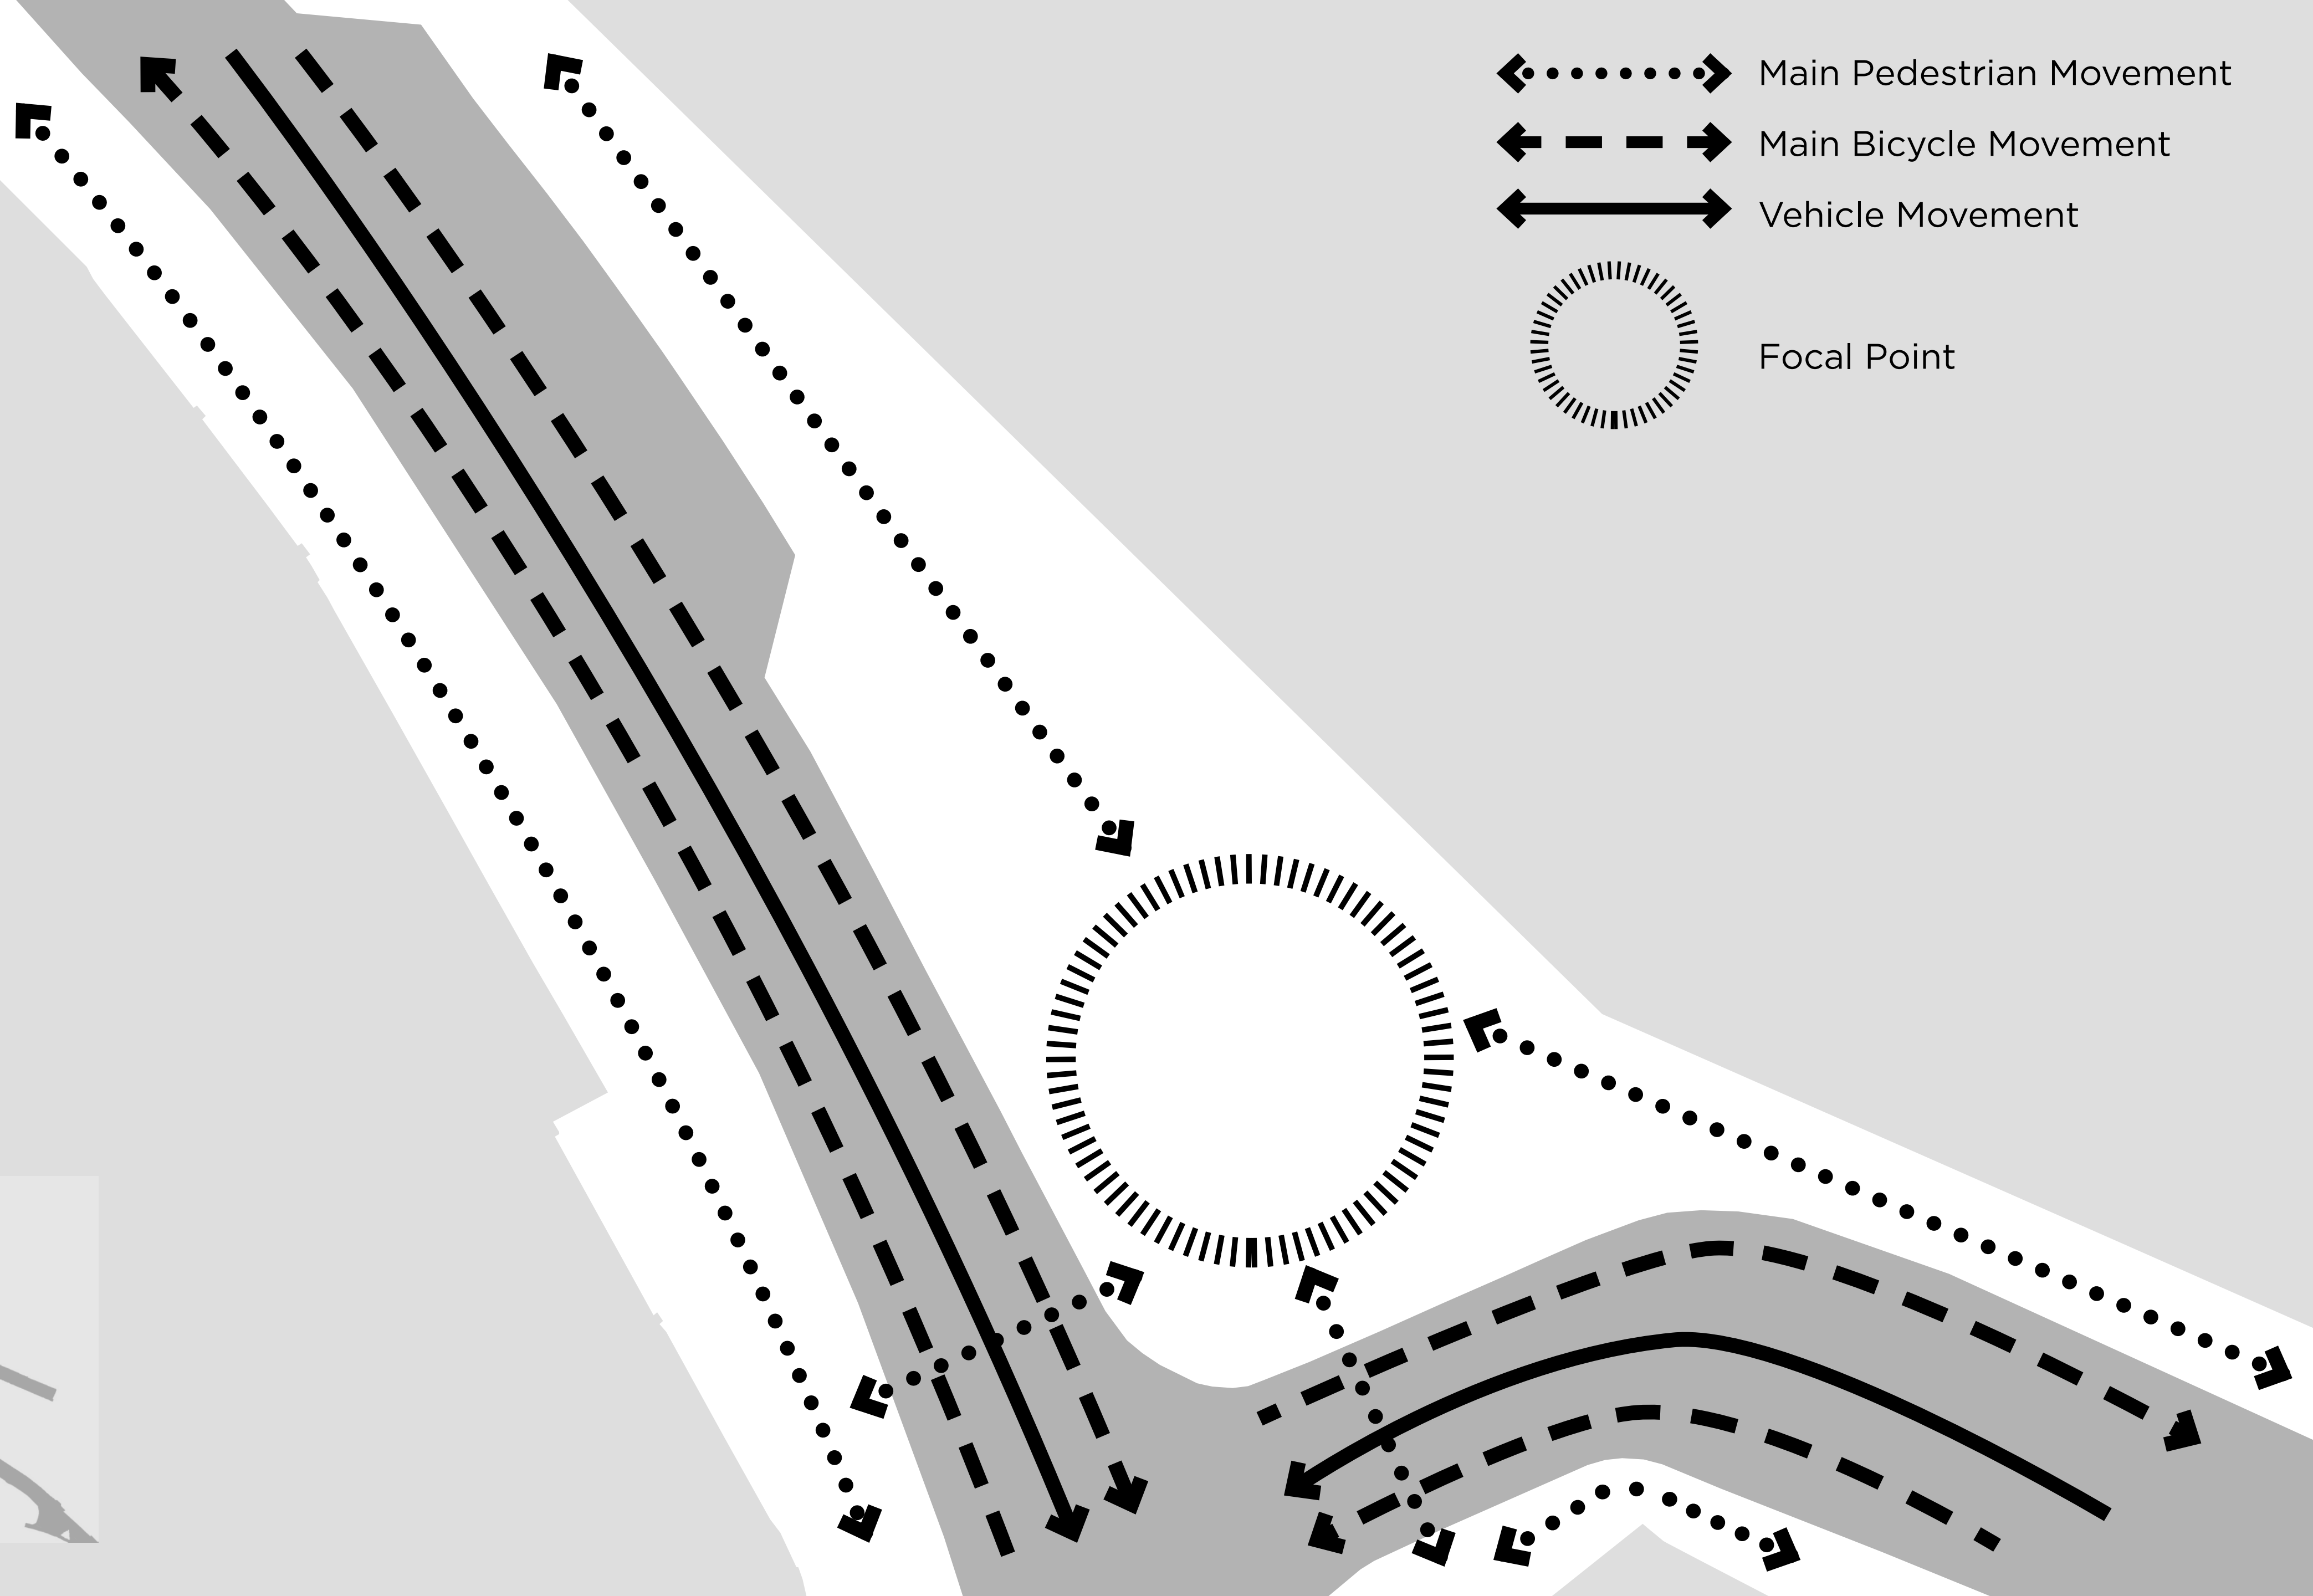 Main Pedestrian Movement
Main Bicycle Movement
Vehicle Movement
Focal Point